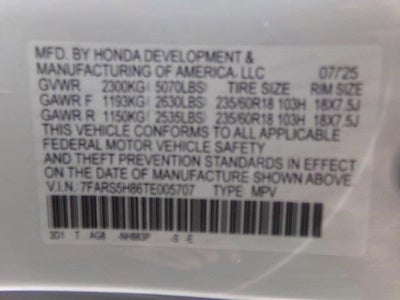 MFD. BY HONDA DEVELOPMENT &
MANUFACTURING OF AMERICA, LLC 07/25
GVWR 2300KG( 5070LBS) TIRE SIZE RIM SIZE
GAWR F 1193KG( 2630LBS) 235/60R18 103H 18X7.5J
GAWR R 1150KG( 2535LBS) 235/60R18 103H 18X7.5J
THIS VEHICLE CONFORMS TO ALL APPLICABLE
FEDERAL MOTOR VEHICLE SAFETY
AND THEFT PREVENTION STANDARDS IN EFFECT
ON THE DATE OF MANUFACTURE SHOWN ABOVE.
V.I.N.: 7FARS5H86TE005707 TYPE: MPV
3D1 T AG8 -NH883P -S -E